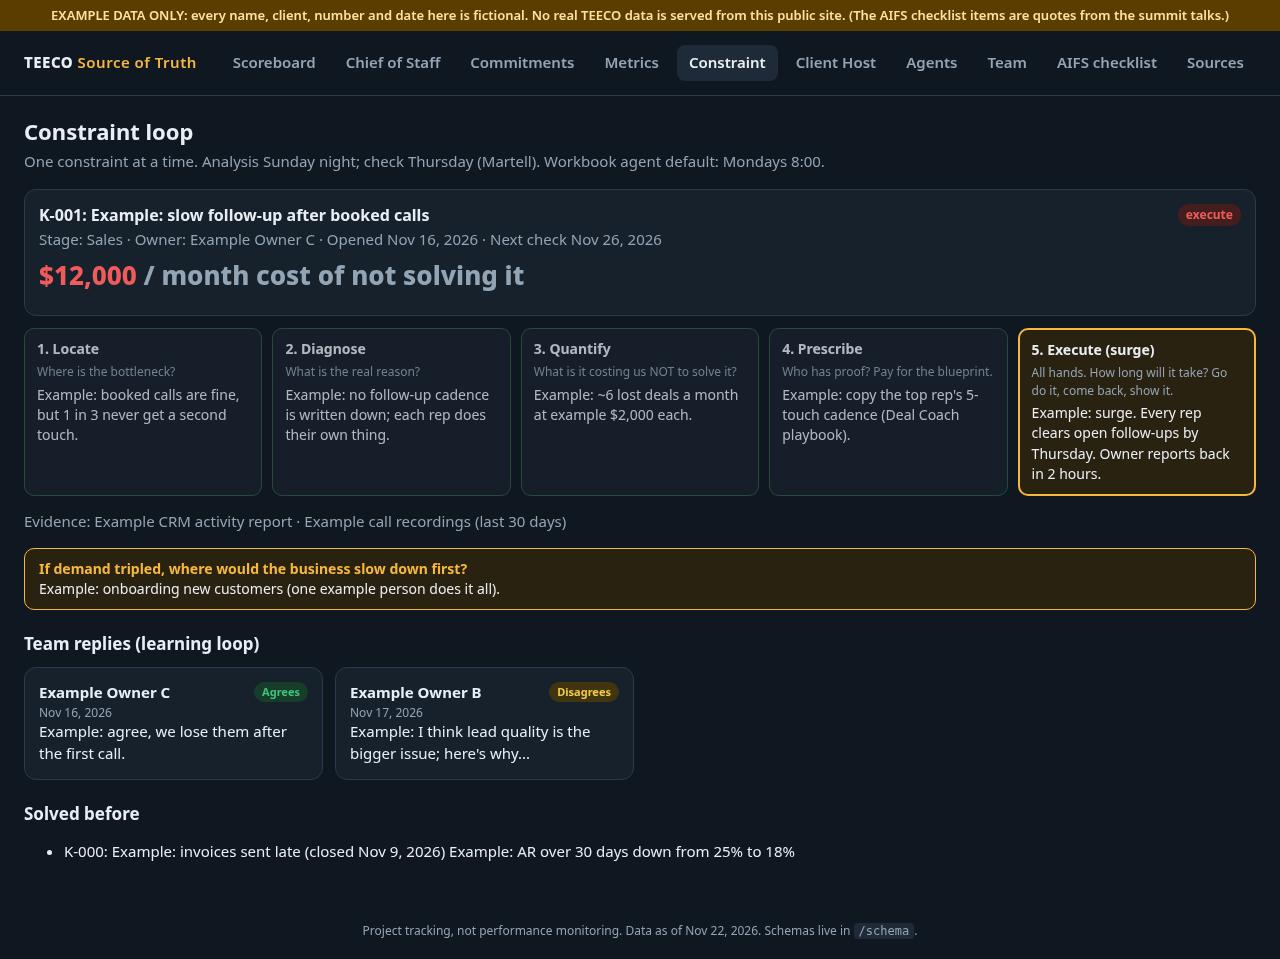 EXAMPLE DATA ONLY: every name, client, number and date here is fictional. No real TEECO data is served from this public site. (The AIFS checklist items are quotes from the summit talks.)
TEECO Source of Truth
Scoreboard
Chief of Staff
Commitments
Metrics
Constraint
Client Host
Agents
Team
AIFS checklist
Sources
Constraint loop
One constraint at a time. Analysis Sunday night; check Thursday (Martell). Workbook agent default: Mondays 8:00.
K-001: Example: slow follow-up after booked calls
execute
Stage: Sales · Owner: Example Owner C · Opened Nov 16, 2026 · Next check Nov 26, 2026
$12,000 / month cost of not solving it
1. Locate
Where is the bottleneck?
Example: booked calls are fine,
but 1 in 3 never get a second
touch.
2. Diagnose
What is the real reason?
Example: no follow-up cadence
is written down; each rep does
their own thing.
3. Quantify
What is it costing us NOT to solve it?
Example: ~6 lost deals a month
at example $2,000 each.
4. Prescribe
Who has proof? Pay for the blueprint.
Example: copy the top rep's 5-
touch cadence (Deal Coach
playbook).
5. Execute (surge)
All hands. How long will it take? Go
do it, come back, show it.
Example: surge. Every rep
clears open follow-ups by
Thursday. Owner reports back
in 2 hours.
Evidence: Example CRM activity report · Example call recordings (last 30 days)
If demand tripled, where would the business slow down first?
Example: onboarding new customers (one example person does it all).
Team replies (learning loop)
Example Owner C
Agrees
Nov 16, 2026
Example: agree, we lose them after
the first call.
Example Owner B
Disagrees
Nov 17, 2026
Example: I think lead quality is the
bigger issue; here's why...
Solved before
• K-000: Example: invoices sent late (closed Nov 9, 2026) Example: AR over 30 days down from 25% to 18%
Project tracking, not performance monitoring. Data as of Nov 22, 2026. Schemas live in /schema.